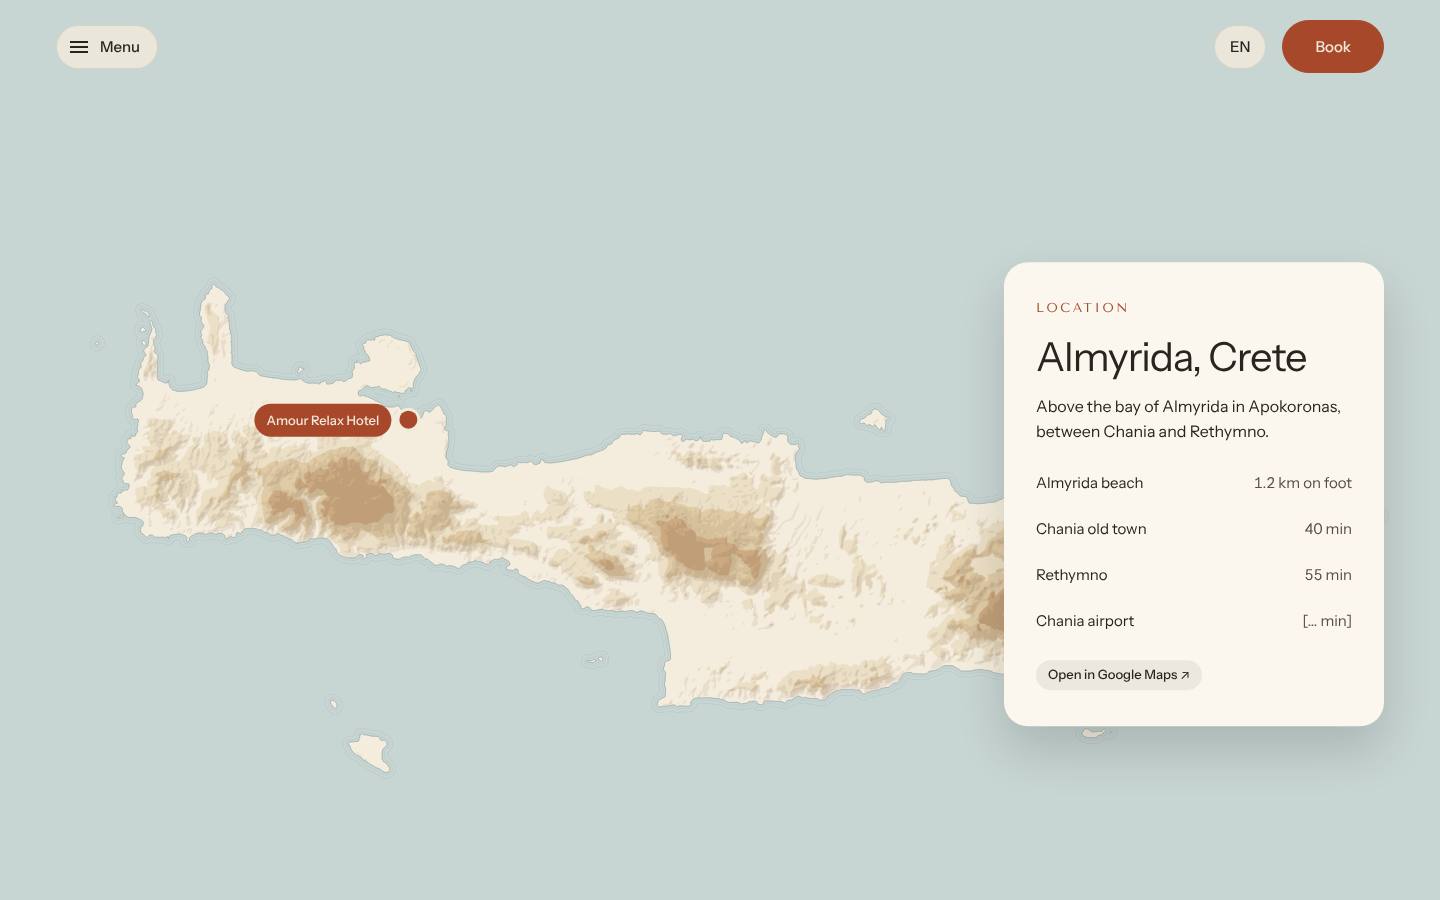 Menu
EN
Book
Amour Relax Hotel
LOCATION
Almyrida, Crete
Above the bay of Almyrida in Apokoronas,
between Chania and Rethymno.
Almyrida beach 1.2 km on foot
Chania old town 40 min
Rethymno 55 min
Chania airport [... min]
Open in Google Maps ↗